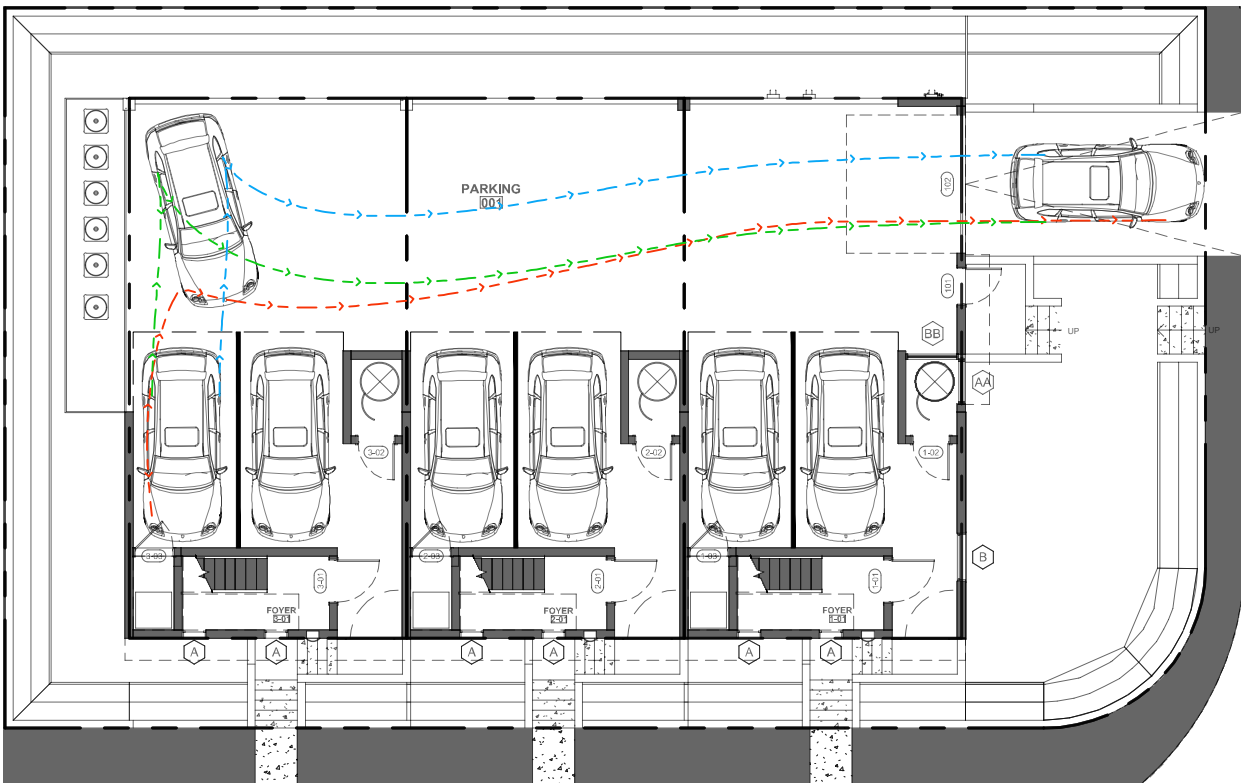 PARKING
001
102
101
BB
UP
UP
AA
3-02
2-02
1-02
3-03
2-03
1-03
B
3-01
2-01
1-01
FOYER
3-01
FOYER
2-01
FOYER
1-01
A
A
A
A
A
A